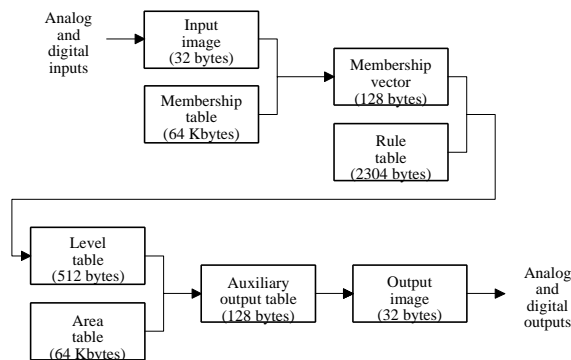 Analog
and
digital
inputs
Input
image
(32 bytes)
Membership
table
(64 Kbytes)
Membership
vector
(128 bytes)
Rule
table
(2304 bytes)
Level
table
(512 bytes)
Area
table
(64 Kbytes)
Auxiliary
output table
(128 bytes)
Output
image
(32 bytes)
Analog
and
digital
outputs